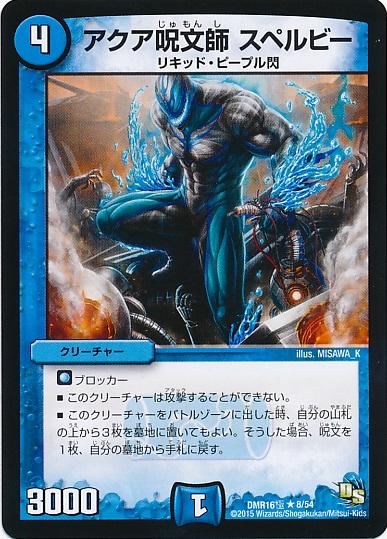 4
じゅもんし
アクア呪文師 スペルビー
リキッド・ピープル閃
illus. MISAWA_K
クリーチャー
ブロッカー
■このクリーチャーは攻撃することができない。
■このクリーチャーをバトルゾーンに出した時、自分の山札
の上から3枚を墓地に置いてもよい。そうした場合、呪文を
1枚、自分の墓地から手札に戻す。
3000
1
DS
DMR16 ★ 8/54
©2015 Wizards/Shogakukan/Mitsui-Kids